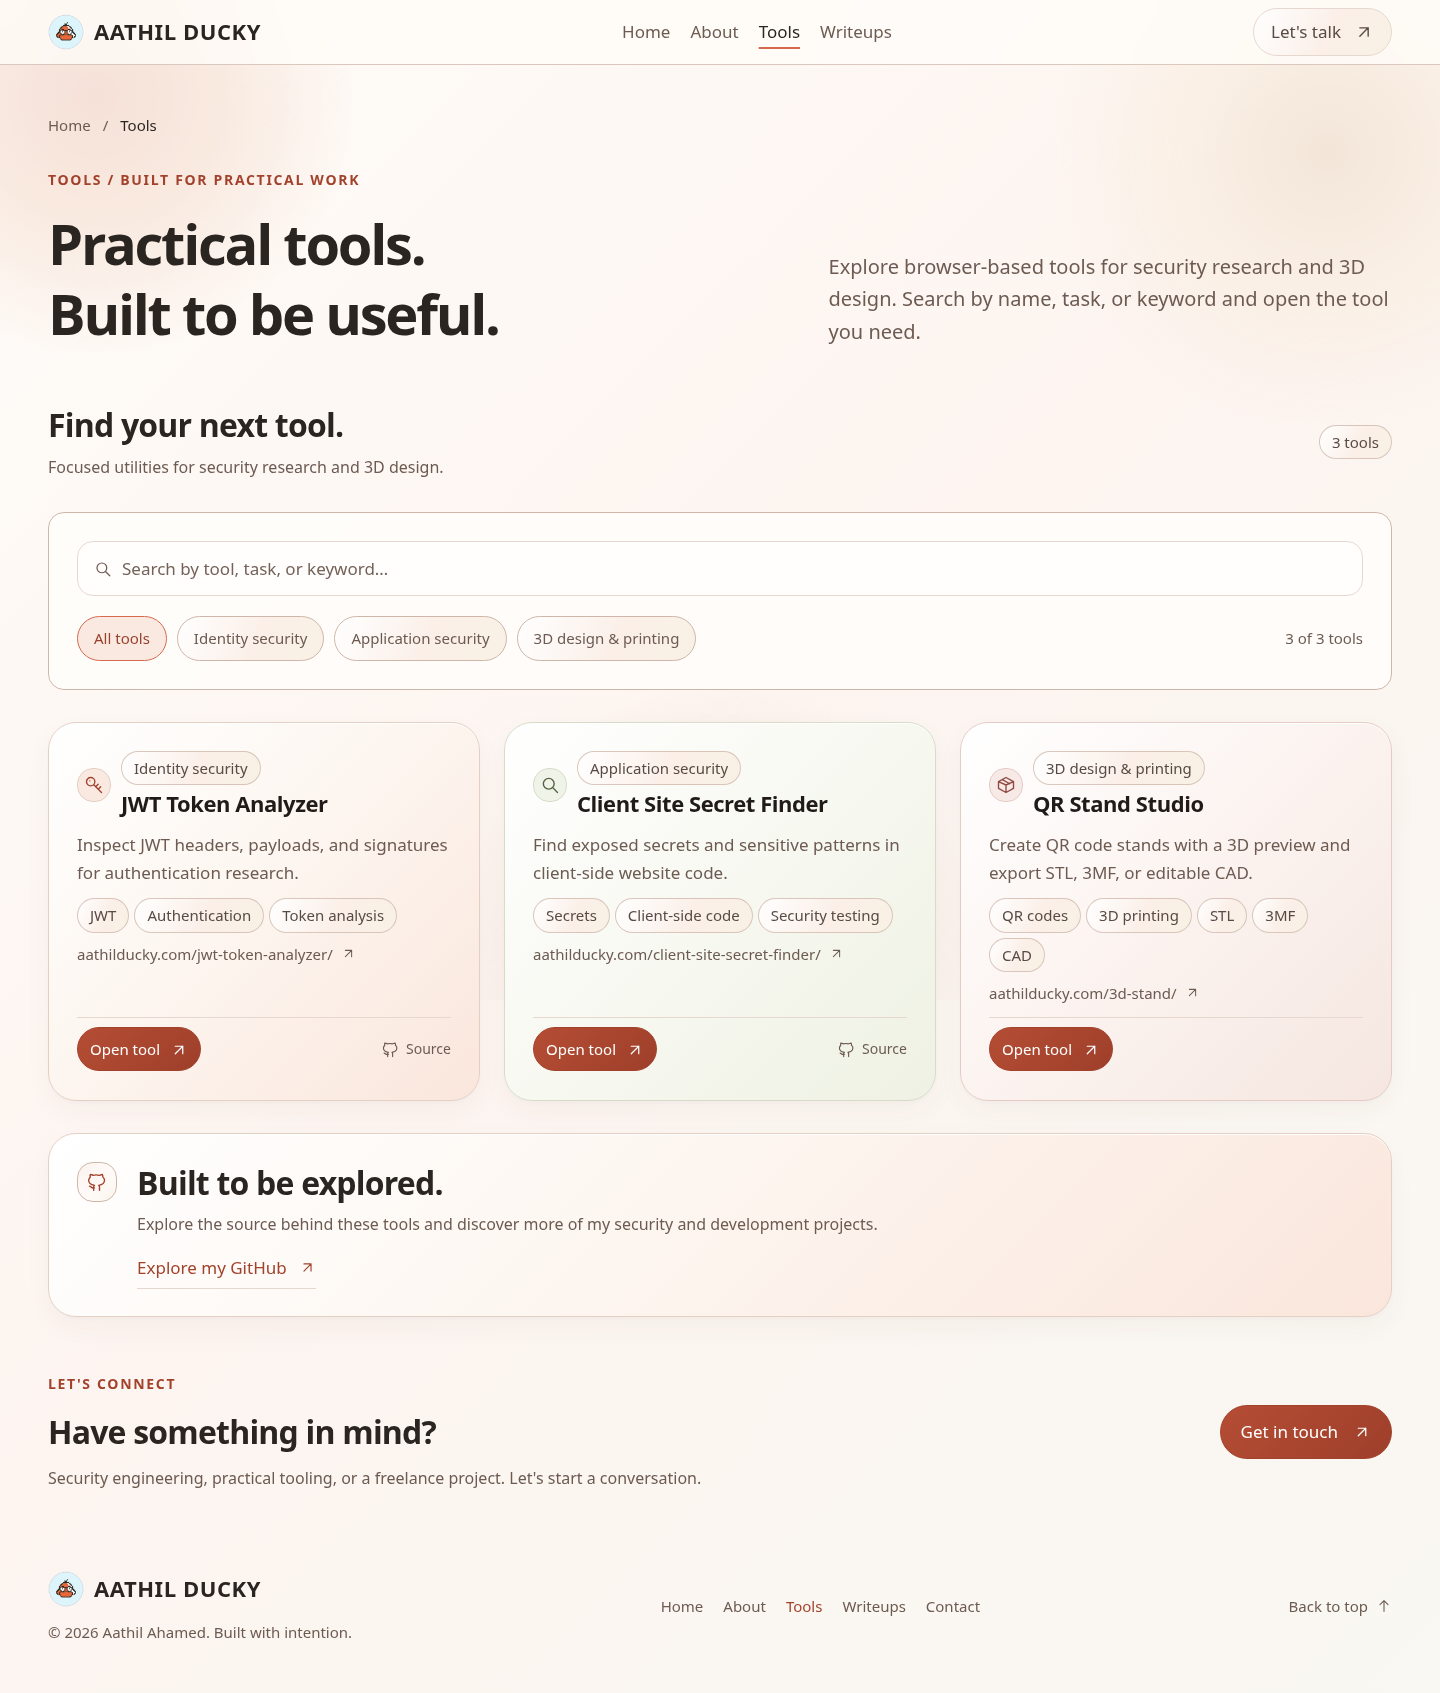 AATHIL DUCKY
Home About Tools Writeups
Let's talk
Home / Tools
TOOLS / BUILT FOR PRACTICAL WORK
Practical tools.
Built to be useful.
Explore browser-based tools for security research and 3D
design. Search by name, task, or keyword and open the tool
you need.
Find your next tool.
Focused utilities for security research and 3D design.
3 tools
Search by tool, task, or keyword...
All tools Identity security Application security 3D design & printing
3 of 3 tools
Identity security
JWT Token Analyzer
Inspect JWT headers, payloads, and signatures
for authentication research.
JWT Authentication Token analysis
aathilducky.com/jwt-token-analyzer/
Open tool Source
Application security
Client Site Secret Finder
Find exposed secrets and sensitive patterns in
client-side website code.
Secrets Client-side code Security testing
aathilducky.com/client-site-secret-finder/
Open tool Source
3D design & printing
QR Stand Studio
Create QR code stands with a 3D preview and
export STL, 3MF, or editable CAD.
QR codes 3D printing STL 3MF
CAD
aathilducky.com/3d-stand/
Open tool
Built to be explored.
Explore the source behind these tools and discover more of my security and development projects.
Explore my GitHub
LET'S CONNECT
Have something in mind?
Security engineering, practical tooling, or a freelance project. Let's start a conversation.
Get in touch
AATHIL DUCKY
© 2026 Aathil Ahamed. Built with intention.
Home About Tools Writeups Contact
Back to top